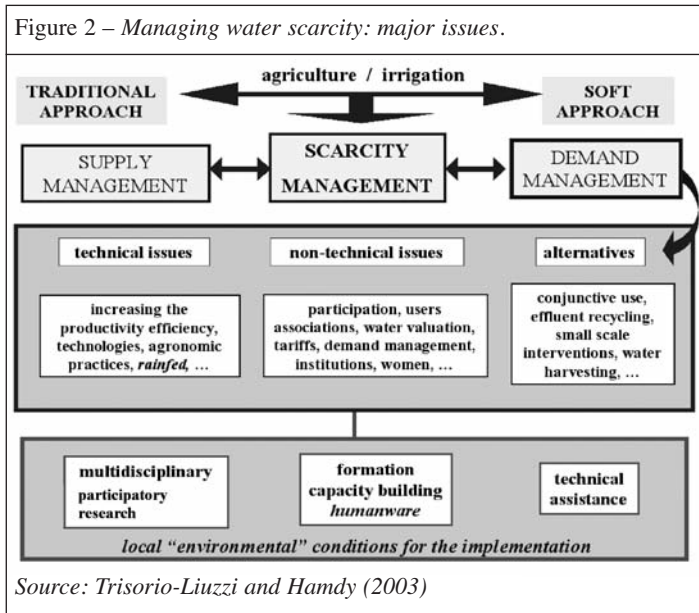 Figure 2 – Managing water scarcity: major issues.
agriculture / irrigation
TRADITIONAL
APPROACH
SOFT
APPROACH
SUPPLY
MANAGEMENT
SCARCITY
MANAGEMENT
DEMAND
MANAGEMENT
technical issues
non-technical issues
alternatives
increasing the
productivity efficiency,
technologies, agronomic
practices, rainfed, ...
participation, users
associations, water valuation,
tariffs, demand management,
institutions, women, ...
conjunctive use,
effluent recycling,
small scale
interventions, water
harvesting, ...
multidisciplinary
participatory
research
formation
capacity building
humanware
technical
assistance
local “environmental” conditions for the implementation
Source: Trisorio-Liuzzi and Hamdy (2003)